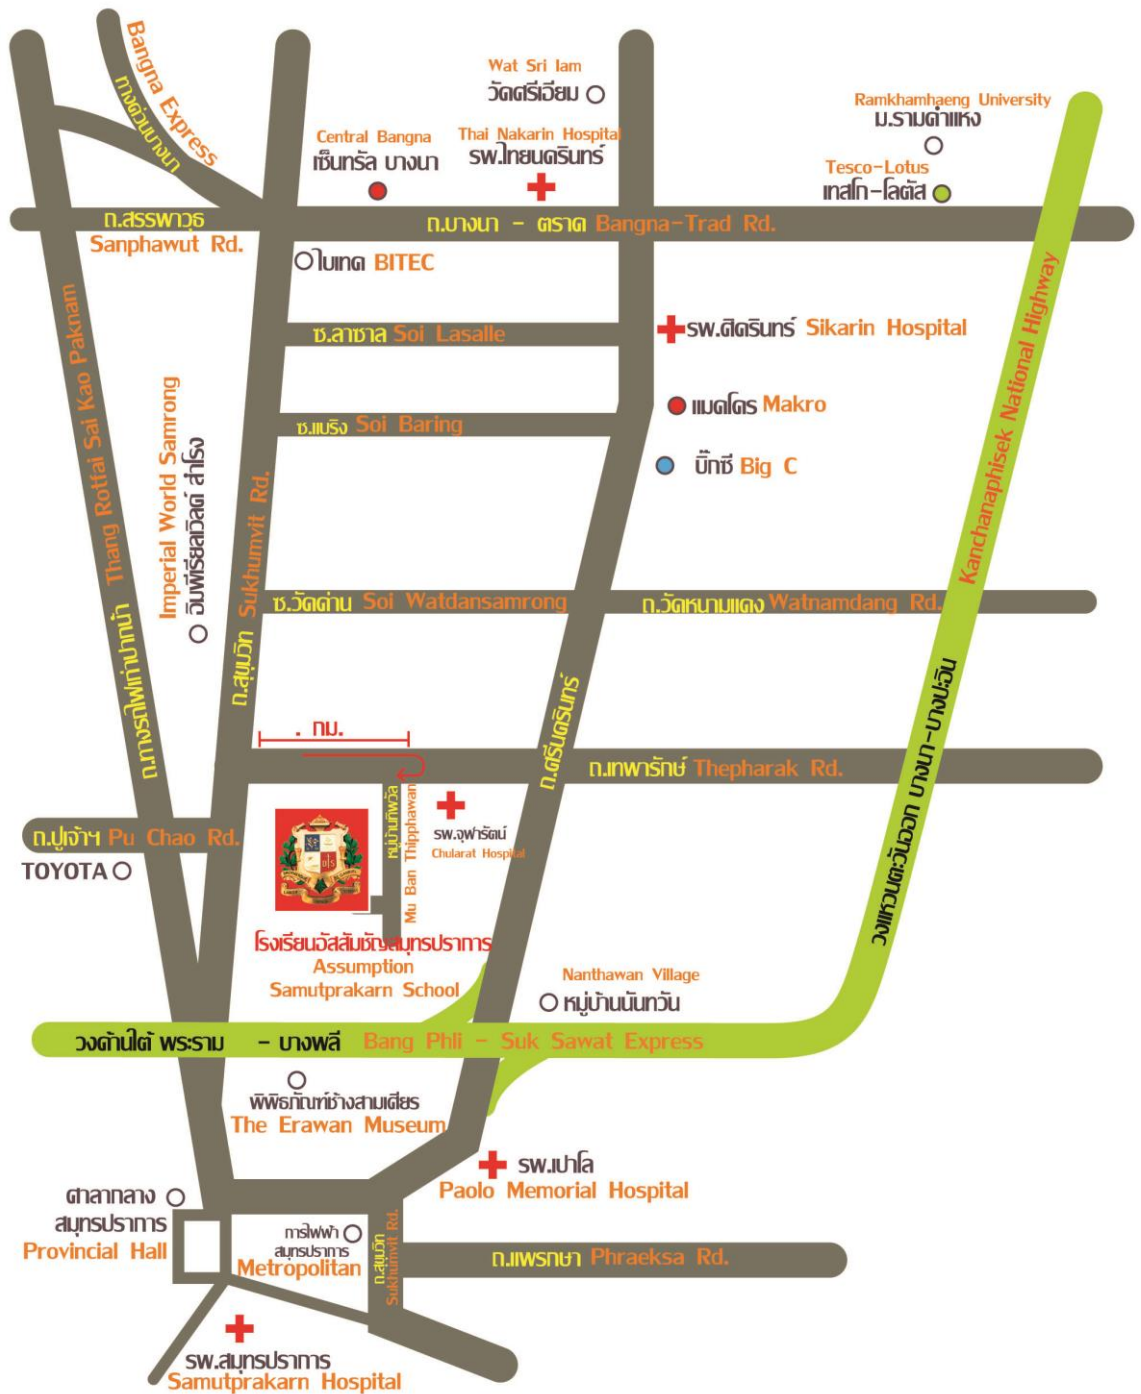 Bangna Express
ทางด่วนบางนา
Wat Sri Iam
วัดศรีเอี่ยม
Ramkhamhaeng University
ม.รามคำแหง
Central Bangna
เซ็นทรัล บางนา
Thai Nakarin Hospital
รพ.ไทยนครินทร์
Tesco-Lotus
เทสโก-โลตัส
ถ.สรรพาวุธ
Sanphawut Rd.
ถ.บางนา - ตราด Bangna-Trad Rd.
ไบเทค BITEC
ซ.ลาซาล Soi Lasalle
รพ.ศิครินทร์ Sikarin Hospital
แมคโคร Makro
ซ.แบริ่ง Soi Baring
บิ๊กซี Big C
ถ.ทางรถไฟเก่าปากน้ำ Thang Rotfai Sai Kao Paknam
Imperial World Samrong
อิมพีเรียลเวิลด์ สำโรง
ถ.สุขุมวิท Sukhumvit Rd.
Kanchanaphisek National Highway
วงแหวนตะวันออก บางนา-บางปะอิน
ซ.วัดด่าน Soi Watdansamrong
ถ.วัดหนามแดง Watnamdang Rd.
ถ.ศรีนครินทร์
. กม.
ถ.เทพารักษ์ Thepharak Rd.
หมู่บ้านทิพวัล
Mu Ban Thipphawan
รพ.จุฬารัตน์
Chularat Hospital
ถ.ปู่เจ้าฯ Pu Chao Rd.
TOYOTA
โรงเรียนอัสสัมชัญสมุทรปราการ
Assumption
Samutprakarn School
Nanthawan Village
หมู่บ้านนันทวัน
วงด้านใต้ พระราม - บางพลี Bang Phli - Suk Sawat Express
พิพิธภัณฑ์ช้างสามเศียร
The Erawan Museum
รพ.เปาโล
Paolo Memorial Hospital
ศาลากลาง
สมุทรปราการ
Provincial Hall
การไฟฟ้า
สมุทรปราการ
Metropolitan
ถ.สุขุมวิท
Sukhumvit Rd.
ถ.แพรกษา Phraeksa Rd.
รพ.สมุทรปราการ
Samutprakarn Hospital